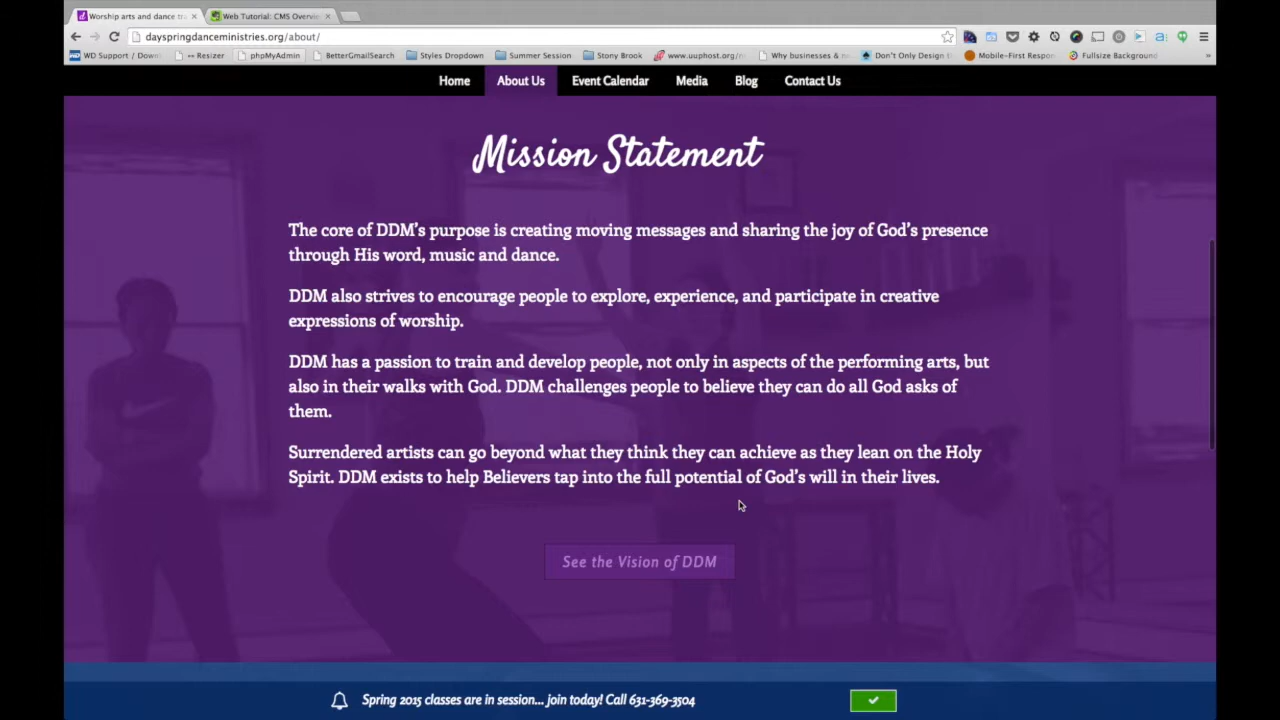 Worship arts and dance tra
Web Tutorial: CMS Overvie
dayspringdanceministries.org/about/
WD Support / Down
↔ Resizer
phpMyAdmin
BetterGmailSearch
Styles Dropdown
Summer Session
Stony Brook
www.uuphost.org/r
Why businesses & n
Don't Only Design
Mobile-First Respon
Fullsize Background
Home About Us Event Calendar Media Blog Contact Us
Mission Statement
The core of DDM's purpose is creating moving messages and sharing the joy of God's presence
through His word, music and dance.
DDM also strives to encourage people to explore, experience, and participate in creative
expressions of worship.
DDM has a passion to train and develop people, not only in aspects of the performing arts, but
also in their walks with God. DDM challenges people to believe they can do all God asks of
them.
Surrendered artists can go beyond what they think they can achieve as they lean on the Holy
Spirit. DDM exists to help Believers tap into the full potential of God's will in their lives.
See the Vision of DDM
Spring 2015 classes are in session... join today! Call 631-369-3504